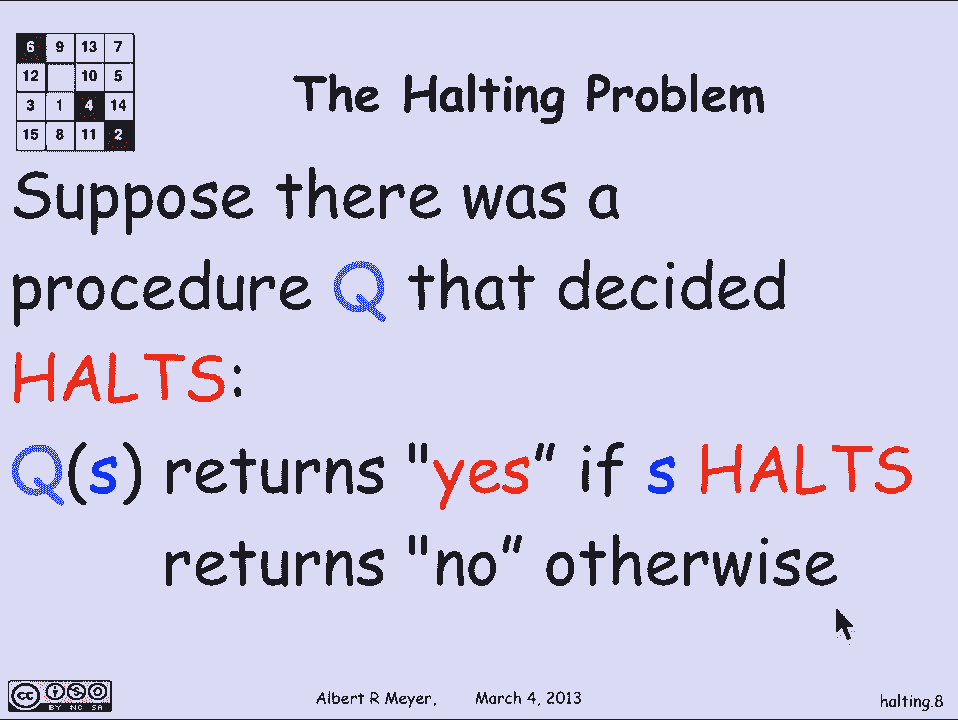 6 9 13 7
12 10 5
3 1 4 14
15 8 11 2
The Halting Problem
Suppose there was a
procedure Q that decided
HALTS:
Q(s) returns "yes” if s HALTS
returns "no” otherwise
cc BY NC SA
Albert R Meyer, March 4, 2013
halting.8